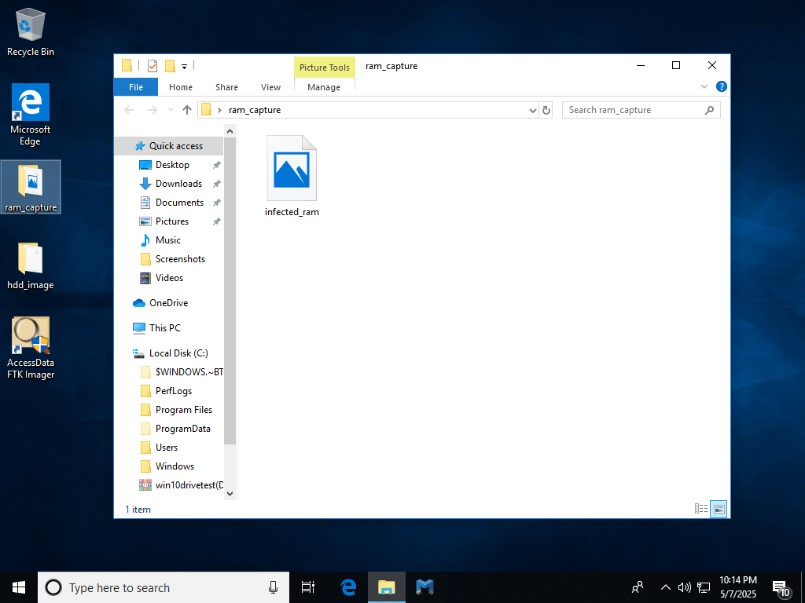 Recycle Bin
Microsoft
Edge
ram_capture
hdd_image
AccessData
FTK Imager
Picture Tools
ram_capture
File
Home
Share
View
Manage
ram_capture
Search ram_capture
Quick access
Desktop
Downloads
Documents
Pictures
Music
Screenshots
Videos
OneDrive
This PC
Local Disk (C:)
$WINDOWS.~BT
PerfLogs
Program Files
ProgramData
Users
Windows
win10drivetest(D
infected_ram
1 item
Type here to search
10:14 PM
5/7/2025
10